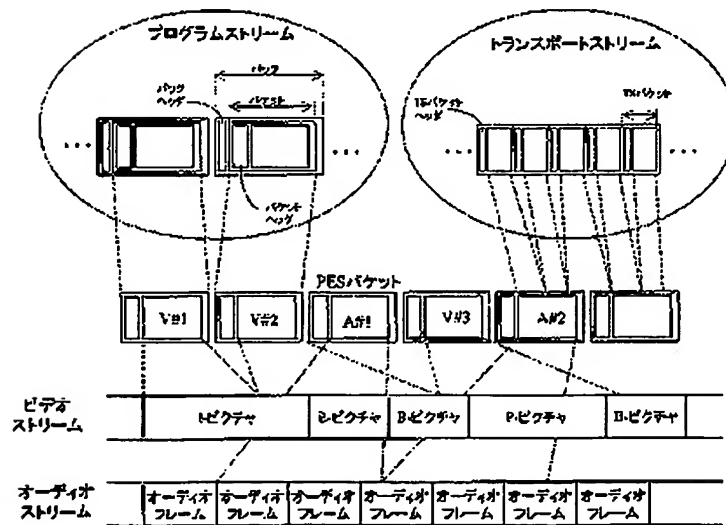 プログラムストリーム
トランスポートストリーム
パック
パック
ヘッダ
パケット
TSパケット
TSパケット
ヘッダ
...
...
...
...
パケット
ヘッダ
PESパケット
V#1
V#2
A#1
V#3
A#2
ビデオ
ストリーム
I-ピクチャ
B-ピクチャ
B-ピクチャ
P-ピクチャ
B-ピクチャ
オーディオ
ストリーム
オーディオ
フレーム
オーディオ
フレーム
オーディオ
フレーム
オーディオ
フレーム
オーディオ
フレーム
オーディオ
フレーム
オーディオ
フレーム